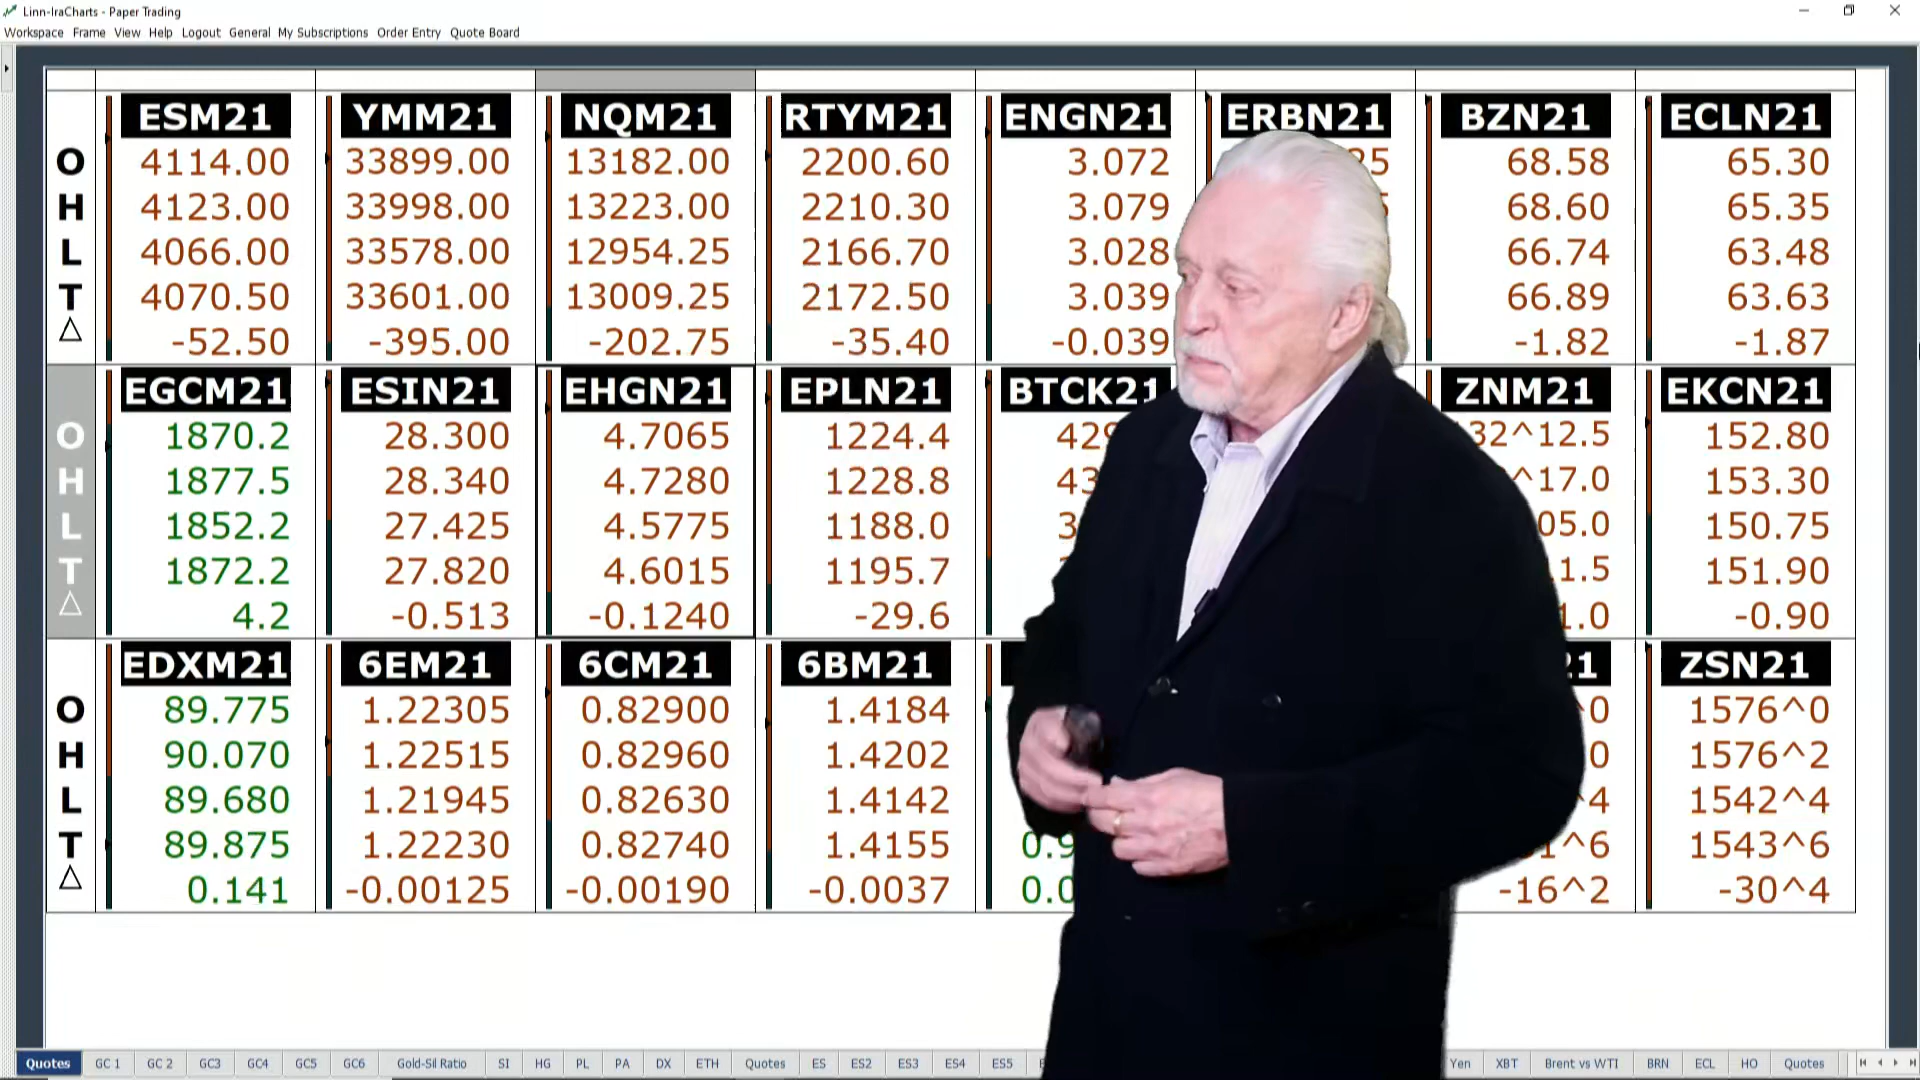 Linn-IraCharts - Paper Trading
Workspace Frame View Help Logout General My Subscriptions Order Entry Quote Board
ESM21 YMM21 NQM21 RTYM21 ENGN21 ERBN21 BZN21 ECLN21
O 4114.00 33899.00 13182.00 2200.60 3.072 68.58 65.30
H 4123.00 33998.00 13223.00 2210.30 3.079 68.60 65.35
L 4066.00 33578.00 12954.25 2166.70 3.028 66.74 63.48
T 4070.50 33601.00 13009.25 2172.50 3.039 66.89 63.63
△ -52.50 -395.00 -202.75 -35.40 -0.039 -1.82 -1.87
EGCM21 ESIN21 EHGN21 EPLN21 BTCK21 ZNM21 EKCN21
O 1870.2 28.300 4.7065 1224.4 32^12.5 152.80
H 1877.5 28.340 4.7280 1228.8 ^17.0 153.30
L 1852.2 27.425 4.5775 1188.0 05.0 150.75
T 1872.2 27.820 4.6015 1195.7 1.5 151.90
△ 4.2 -0.513 -0.1240 -29.6 -0.90
EDXM21 6EM21 6CM21 6BM21 ZSN21
O 89.775 1.22305 0.82900 1.4184 1576^0
H 90.070 1.22515 0.82960 1.4202 1576^2
L 89.680 1.21945 0.82630 1.4142 1542^4
T 89.875 1.22230 0.82740 1.4155 1543^6
△ 0.141 -0.00125 -0.00190 -0.0037 -16^2 -30^4
Quotes GC 1 GC 2 GC3 GC4 GC5 GC6 Gold-Sil Ratio SI HG PL PA DX ETH Quotes ES ES2 ES3 ES4 ES5 Yen XBT Brent vs WTI BRN ECL HO Quotes